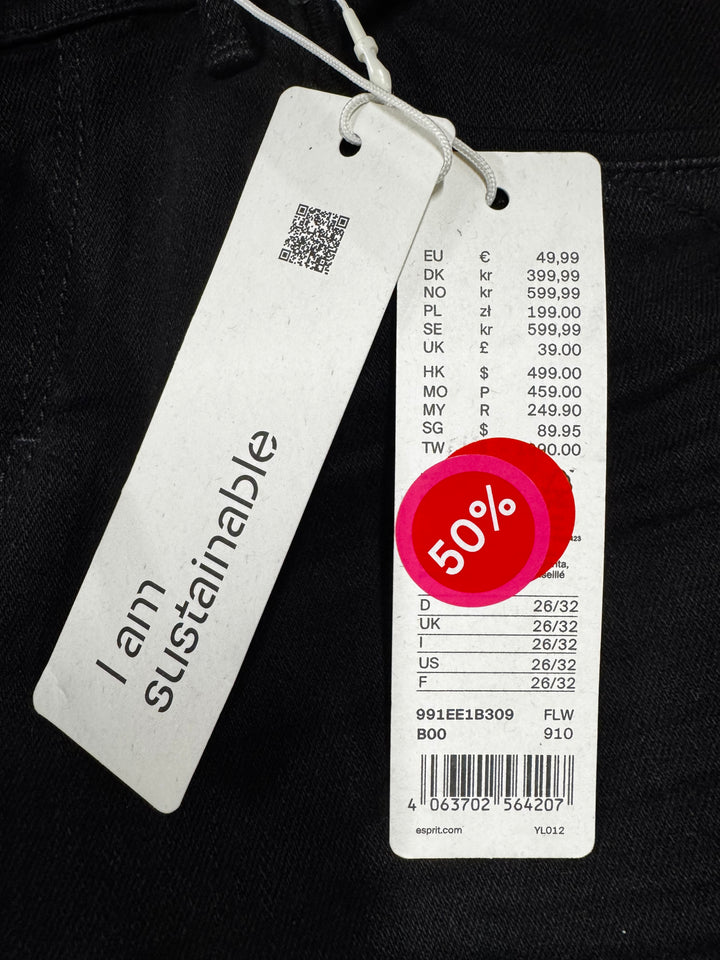 I am
sustainable
EU € 49,99
DK kr 399,99
NO kr 599,99
PL zł 199.00
SE kr 599,99
UK £ 39.00
HK $ 499.00
MO P 459.00
MY R 249.90
SG $ 89.95
TW 90.00
50%
D 26/32
UK 26/32
I 26/32
US 26/32
F 26/32
991EE1B309 FLW
B00 910
4 063702 564207
esprit.com YL012